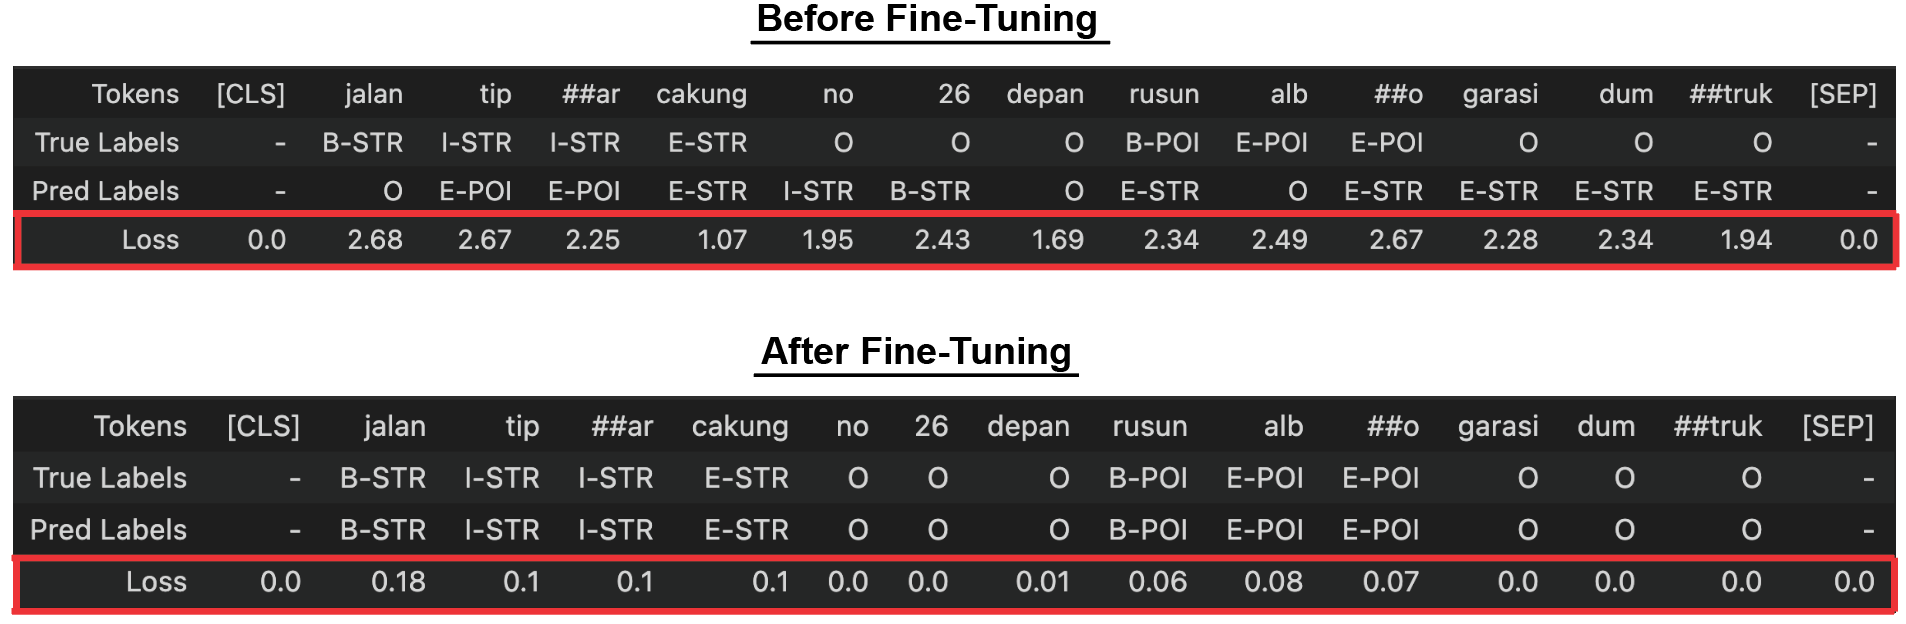 Before Fine-Tuning
Tokens [CLS] jalan tip ##ar cakung no 26 depan rusun alb ##o garasi dum ##truk [SEP]
True Labels - B-STR I-STR I-STR E-STR O O O B-POI E-POI E-POI O O O -
Pred Labels - O E-POI E-POI E-STR I-STR B-STR O E-STR O E-STR E-STR E-STR E-STR -
Loss 0.0 2.68 2.67 2.25 1.07 1.95 2.43 1.69 2.34 2.49 2.67 2.28 2.34 1.94 0.0
After Fine-Tuning
Tokens [CLS] jalan tip ##ar cakung no 26 depan rusun alb ##o garasi dum ##truk [SEP]
True Labels - B-STR I-STR I-STR E-STR O O O B-POI E-POI E-POI O O O -
Pred Labels - B-STR I-STR I-STR E-STR O O O B-POI E-POI E-POI O O O -
Loss 0.0 0.18 0.1 0.1 0.1 0.0 0.0 0.01 0.06 0.08 0.07 0.0 0.0 0.0 0.0